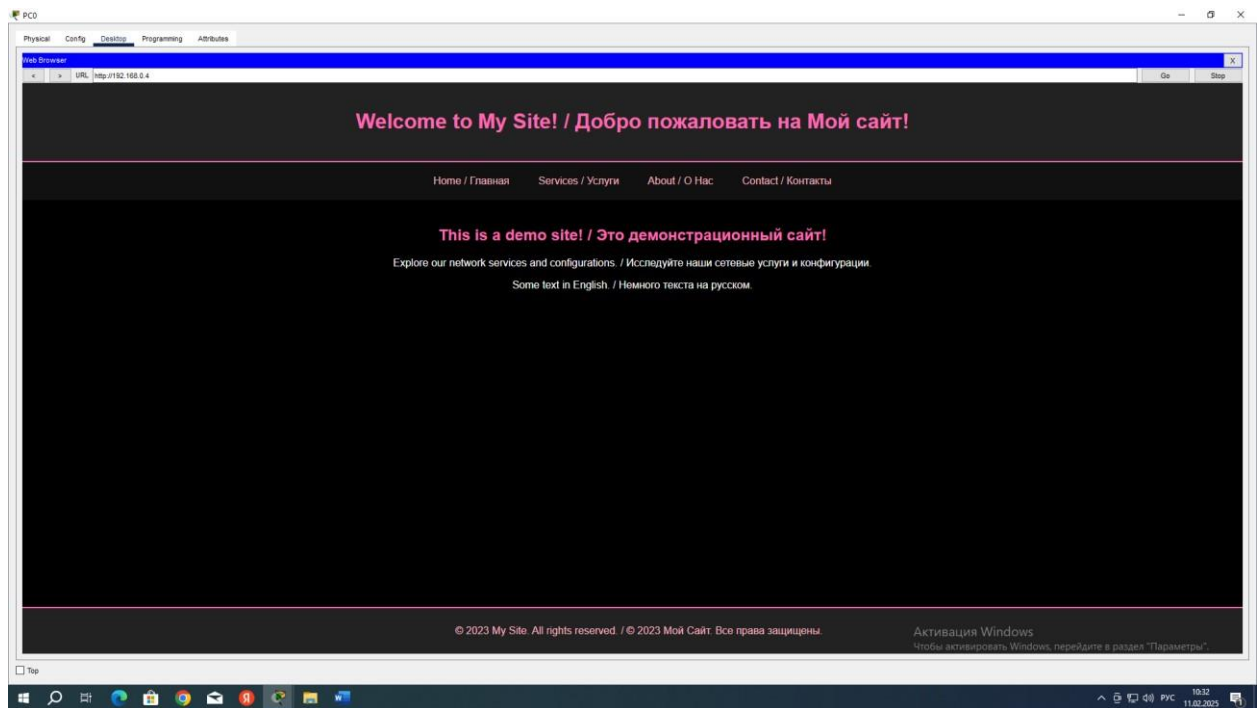 PC0
Physical Config Desktop Programming Attributes
Web Browser X
< > URL http://192.168.0.4 Go Stop
Welcome to My Site! / Добро пожаловать на Мой сайт!
Home / Главная Services / Услуги About / О Нас Contact / Контакты
This is a demo site! / Это демонстрационный сайт!
Explore our network services and configurations. / Исследуйте наши сетевые услуги и конфигурации.
Some text in English. / Немного текста на русском.
© 2023 My Site. All rights reserved. / © 2023 Мой Сайт. Все права защищены.
Активация Windows
Чтобы активировать Windows, перейдите в раздел "Параметры".
Top
РУС 10:32
11.02.2025